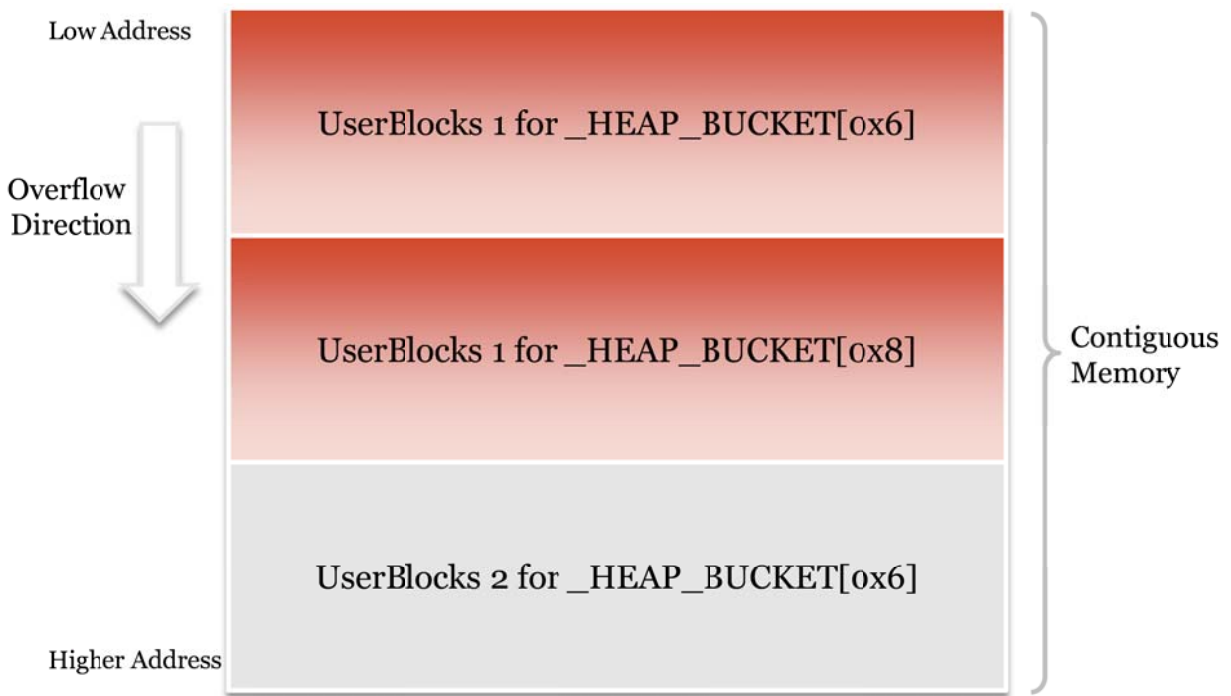 Low Address
UserBlocks 1 for _HEAP_BUCKET[0x6]
Overflow
Direction
UserBlocks 1 for _HEAP_BUCKET[0x8]
Contiguous
Memory
UserBlocks 2 for _HEAP_BUCKET[0x6]
Higher Address